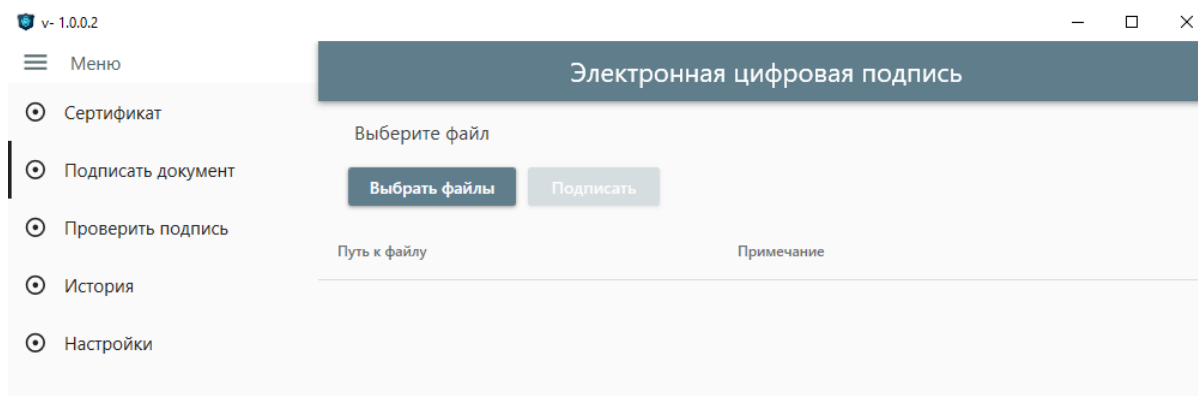 v- 1.0.0.2
Меню
Электронная цифровая подпись
Сертификат
Подписать документ
Проверить подпись
История
Настройки
Выберите файл
Выбрать файлы Подписать
Путь к файлу Примечание